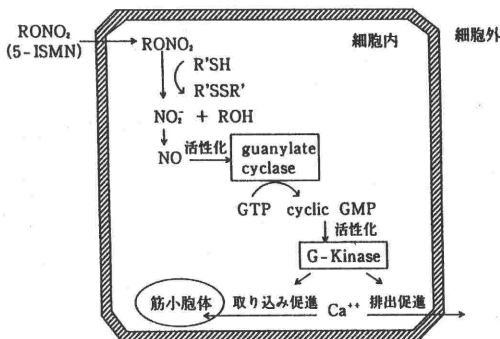 RONO₂
(5-ISMN)
RONO₂
細胞内
細胞外
R'SH
R'SSR'
NO₂⁻ + ROH
NO
活性化
guanylate
cyclase
GTP
cyclic GMP
活性化
G-Kinase
筋小胞体
取り込み促進
Ca⁺⁺
排出促進